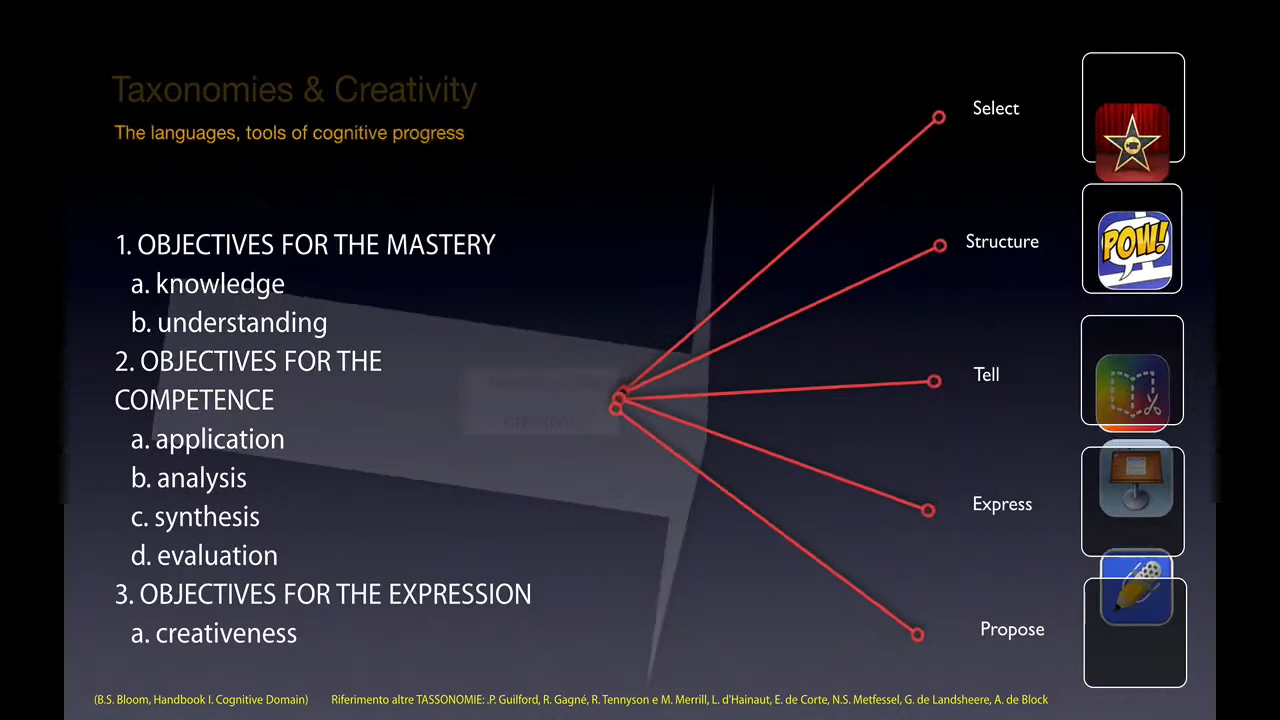 Taxonomies & Creativity
The languages, tools of cognitive progress
1. OBJECTIVES FOR THE MASTERY
a. knowledge
b. understanding
2. OBJECTIVES FOR THE
COMPETENCE
a. application
b. analysis
c. synthesis
d. evaluation
3. OBJECTIVES FOR THE EXPRESSION
a. creativeness
Select
Structure
Tell
Express
Propose
POW!
(B.S. Bloom, Handbook I. Cognitive Domain) Riferimento altre TASSONOMIE: .P. Guilford, R. Gagné, R. Tennyson e M. Merrill, L. d'Hainaut, E. de Corte, N.S. Metfessel, G. de Landsheere, A. de Block